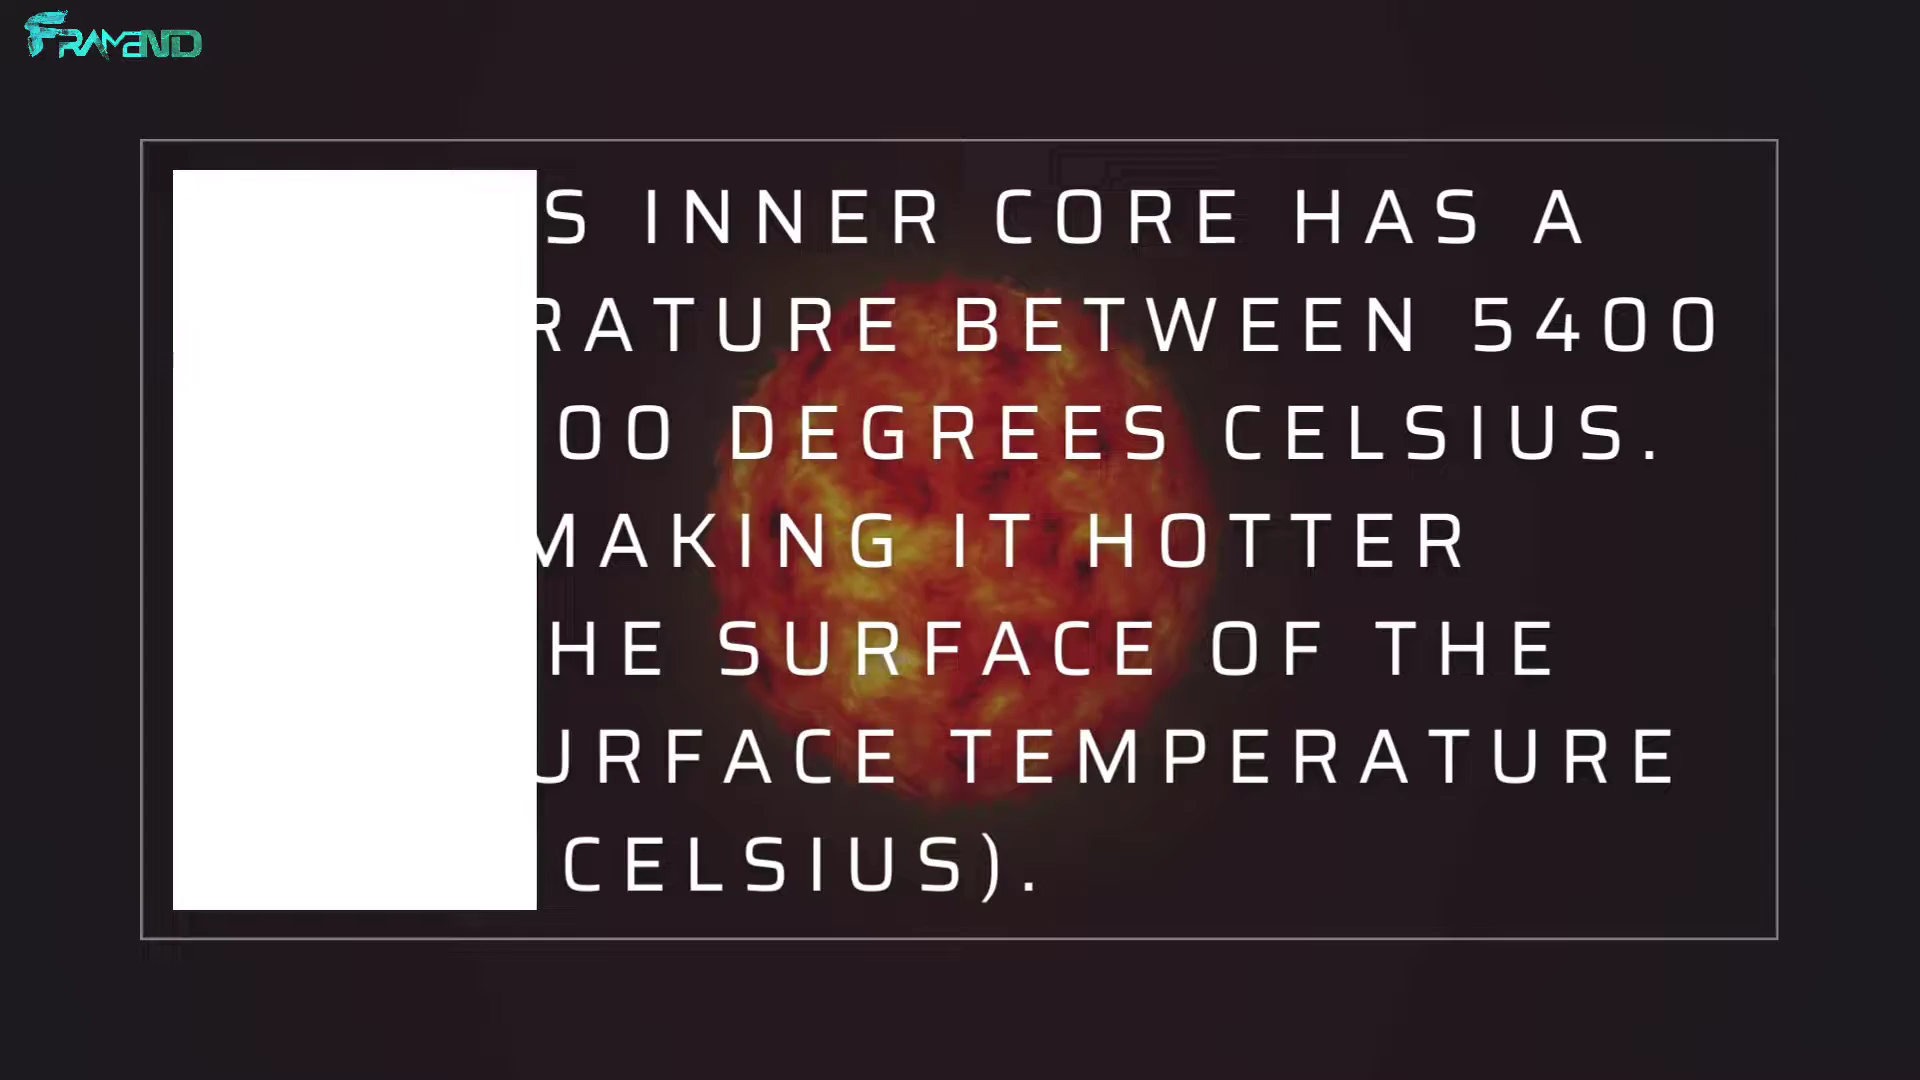 FRAMEND
S INNER CORE HAS A
RATURE BETWEEN 5400
00 DEGREES CELSIUS.
MAKING IT HOTTER
HE SURFACE OF THE
URFACE TEMPERATURE
CELSIUS).